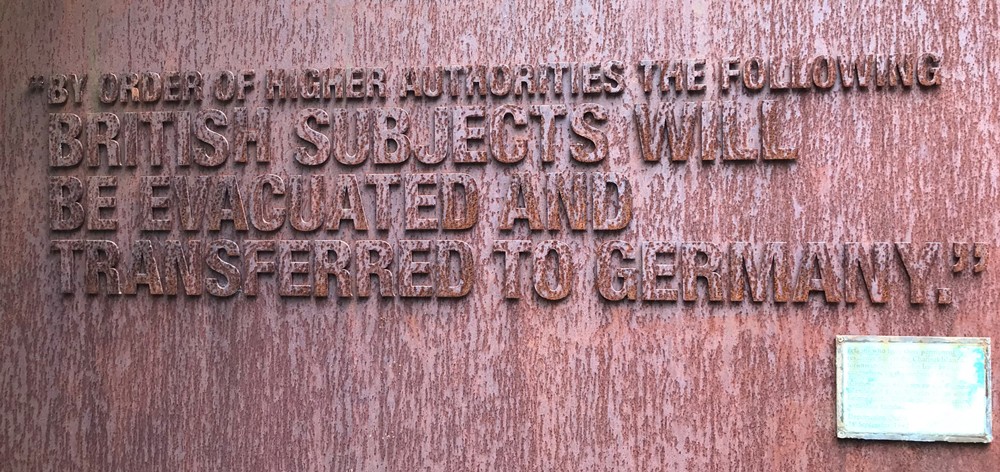 “BY ORDER OF HIGHER AUTHORITIES THE FOLLOWING
BRITISH SUBJECTS WILL
BE EVACUATED AND
TRANSFERRED TO GERMANY.”